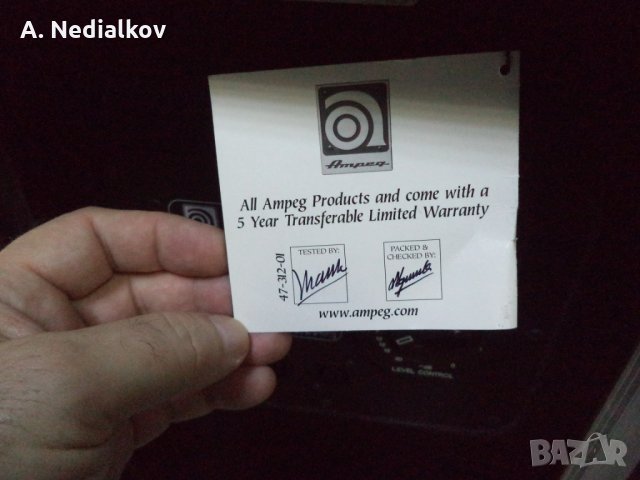 A. Nedialkov
Ampeg
All Ampeg Products and come with a
5 Year Transferable Limited Warranty
47-312-01
TESTED BY:
PACKED &
CHECKED BY:
www.ampeg.com
LEVEL CONTROL
BAZAR